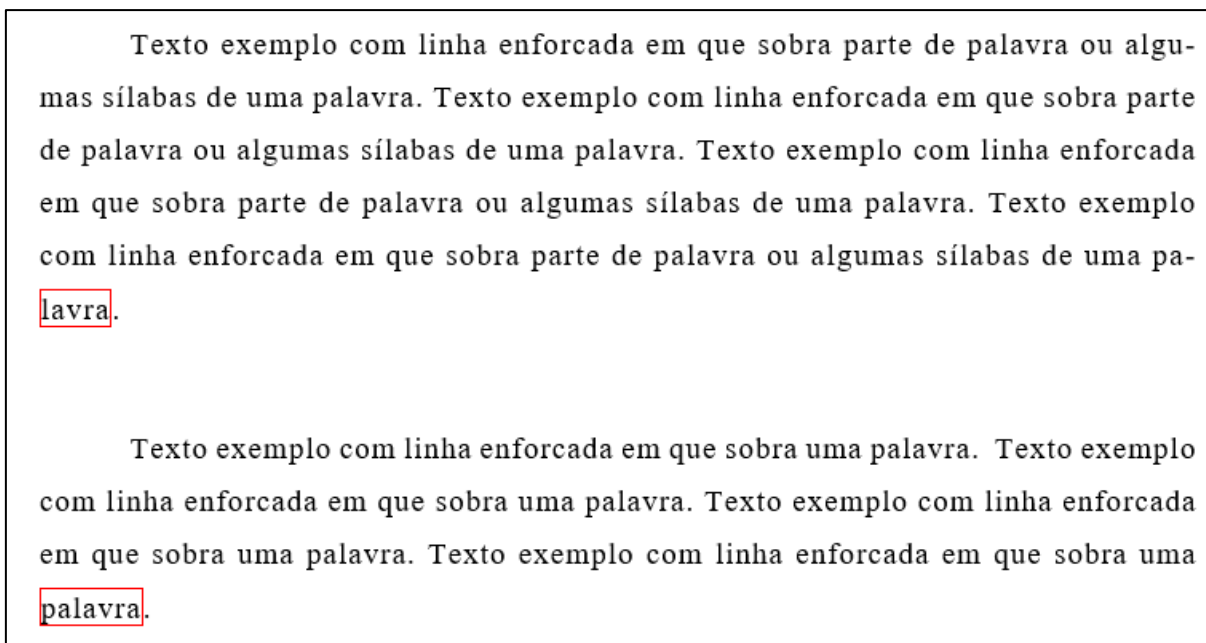 Texto exemplo com linha enforcada em que sobra parte de palavra ou algu-
mas sílabas de uma palavra. Texto exemplo com linha enforcada em que sobra parte
de palavra ou algumas sílabas de uma palavra. Texto exemplo com linha enforcada
em que sobra parte de palavra ou algumas sílabas de uma palavra. Texto exemplo
com linha enforcada em que sobra parte de palavra ou algumas sílabas de uma pa-
lavra.
Texto exemplo com linha enforcada em que sobra uma palavra.  Texto exemplo
com linha enforcada em que sobra uma palavra. Texto exemplo com linha enforcada
em que sobra uma palavra. Texto exemplo com linha enforcada em que sobra uma
palavra.